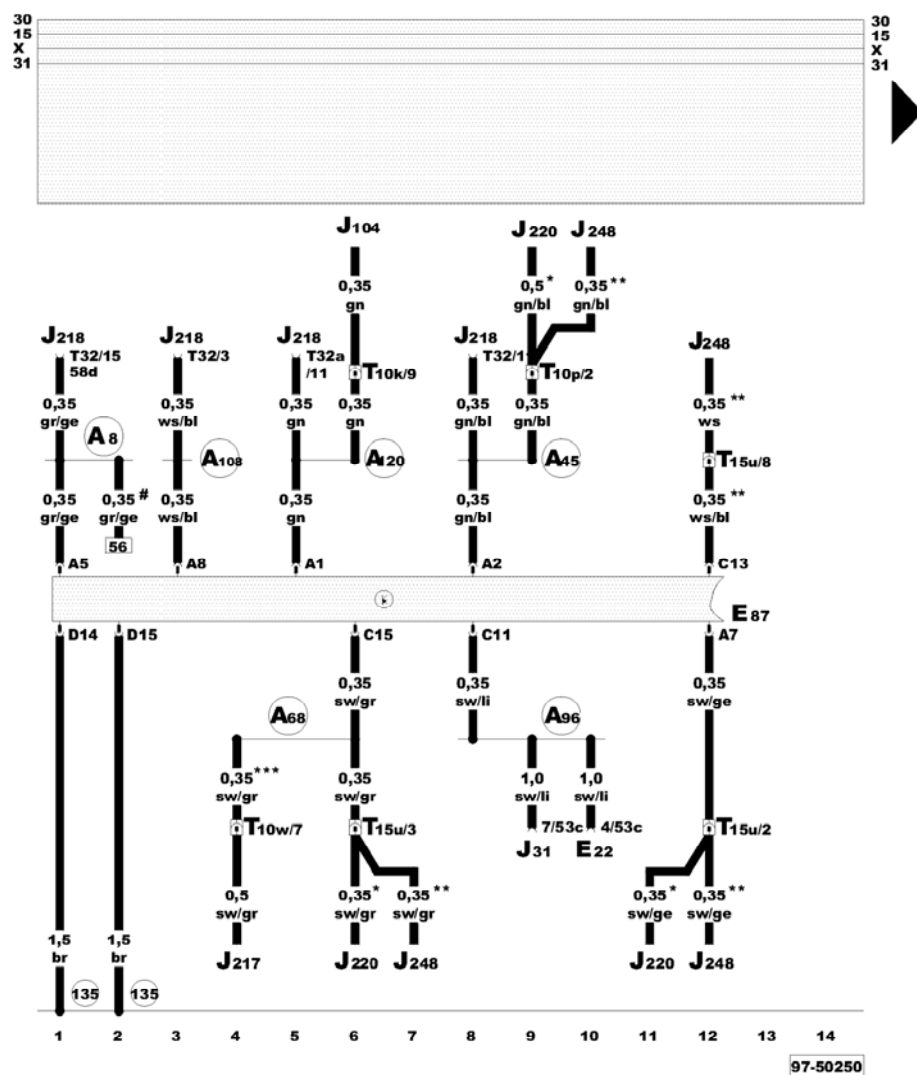 30 30
15 15
X X
31 31
J104 J220 J248
0,35 0,5 * 0,35 **
gn gn/bl gn/bl
J218 J218 J218 J218 J248
T32/15 T32/3 T32a T32/11
58d /11
T10k/9 T10p/2
0,35 0,35 0,35 0,35 0,35 0,35 0,35 **
gr/ge ws/bl gn gn gn/bl gn/bl ws
A8 A108 A120 A45 T15u/8
0,35 0,35 # 0,35 0,35 0,35 0,35 **
gr/ge gr/ge ws/bl gn gn/bl ws/bl
56
A5 A8 A1 A2 C13
E87
D14 D15 C15 C11 A7
0,35 0,35 0,35
sw/gr sw/li sw/ge
A68 A96
0,35 *** 0,35 1,0 1,0
sw/gr sw/gr sw/li sw/li
T10w/7 T15u/3 7/53c 4/53c T15u/2
J31 E22
0,5 0,35 * 0,35 ** 0,35 * 0,35 **
sw/gr sw/gr sw/gr sw/ge sw/ge
1,5 1,5
br br
J217 J220 J248 J220 J248
135 135
1 2 3 4 5 6 7 8 9 10 11 12 13 14
97-50250